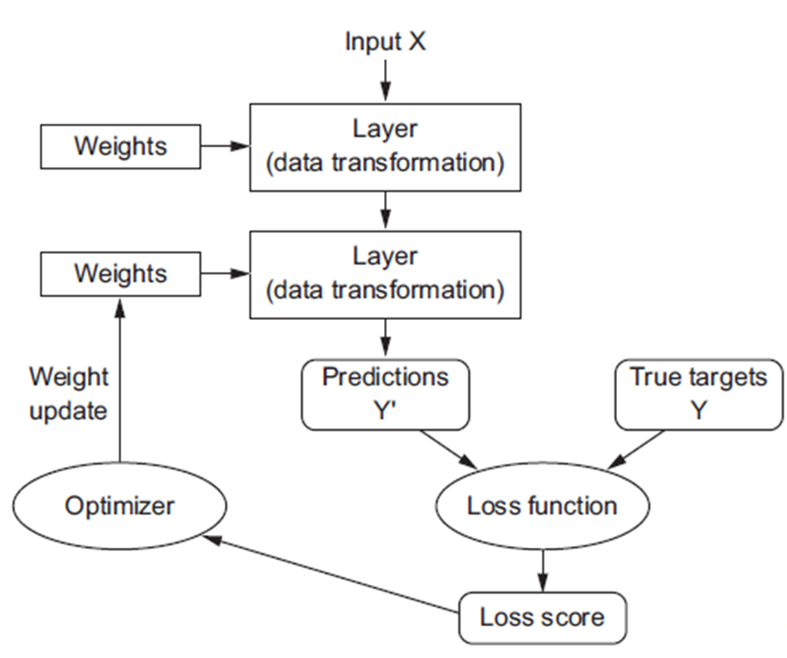 Input X
Layer
(data transformation)
Weights
Layer
(data transformation)
Weights
Weight
update
Predictions
Y'
True targets
Y
Optimizer
Loss function
Loss score